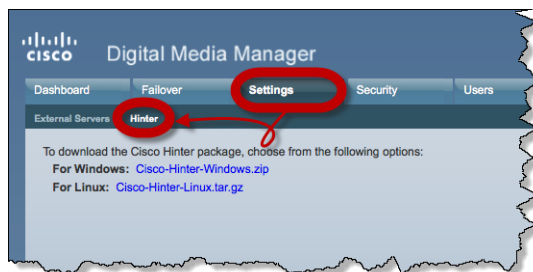 CISCO Digital Media Manager
Dashboard Failover Settings Security Users
External Servers Hinter
To download the Cisco Hinter package, choose from the following options:
For Windows: Cisco-Hinter-Windows.zip
For Linux: Cisco-Hinter-Linux.tar.gz